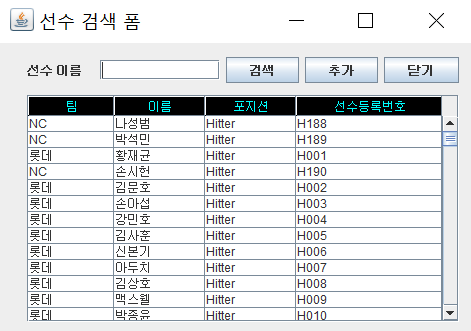 선수 검색 폼
선수 이름 검색 추가 닫기
팀 이름 포지션 선수등록번호
NC 나성범 Hitter H188
NC 박석민 Hitter H189
롯데 황재균 Hitter H001
NC 손시헌 Hitter H190
롯데 김문호 Hitter H002
롯데 손아섭 Hitter H003
롯데 강민호 Hitter H004
롯데 김사훈 Hitter H005
롯데 신본기 Hitter H006
롯데 아두치 Hitter H007
롯데 김상호 Hitter H008
롯데 맥스웰 Hitter H009
롯데 박종윤 Hitter H010